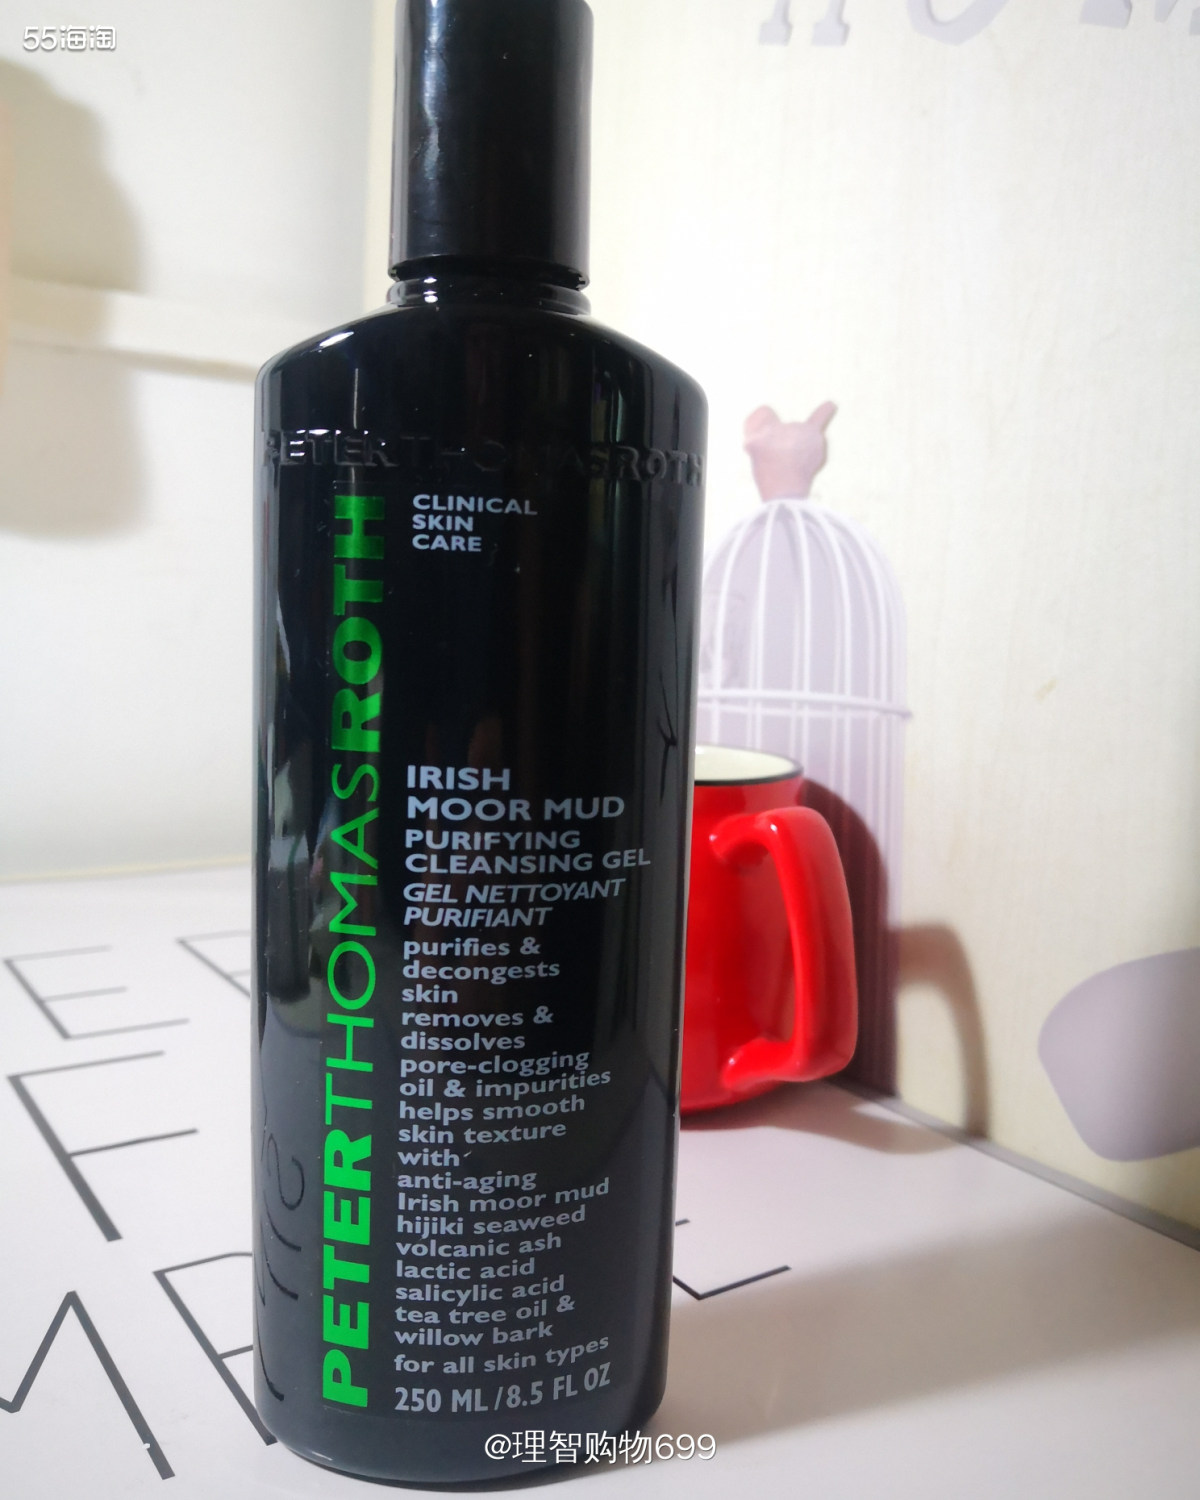 55海淘
PETER THOMAS ROTH
CLINICAL
SKIN
CARE
PETERTHOMASROTH
IRISH
MOOR MUD
PURIFYING
CLEANSING GEL
GEL NETTOYANT
PURIFIANT
purifies &
decongests
skin
removes &
dissolves
pore-clogging
oil & impurities
helps smooth
skin texture
with
anti-aging
Irish moor mud
hijiki seaweed
volcanic ash
lactic acid
salicylic acid
tea tree oil &
willow bark
for all skin types
250 ML / 8.5 FL OZ
@理智购物699